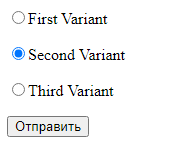 First Variant
Second Variant
Third Variant
Отправить